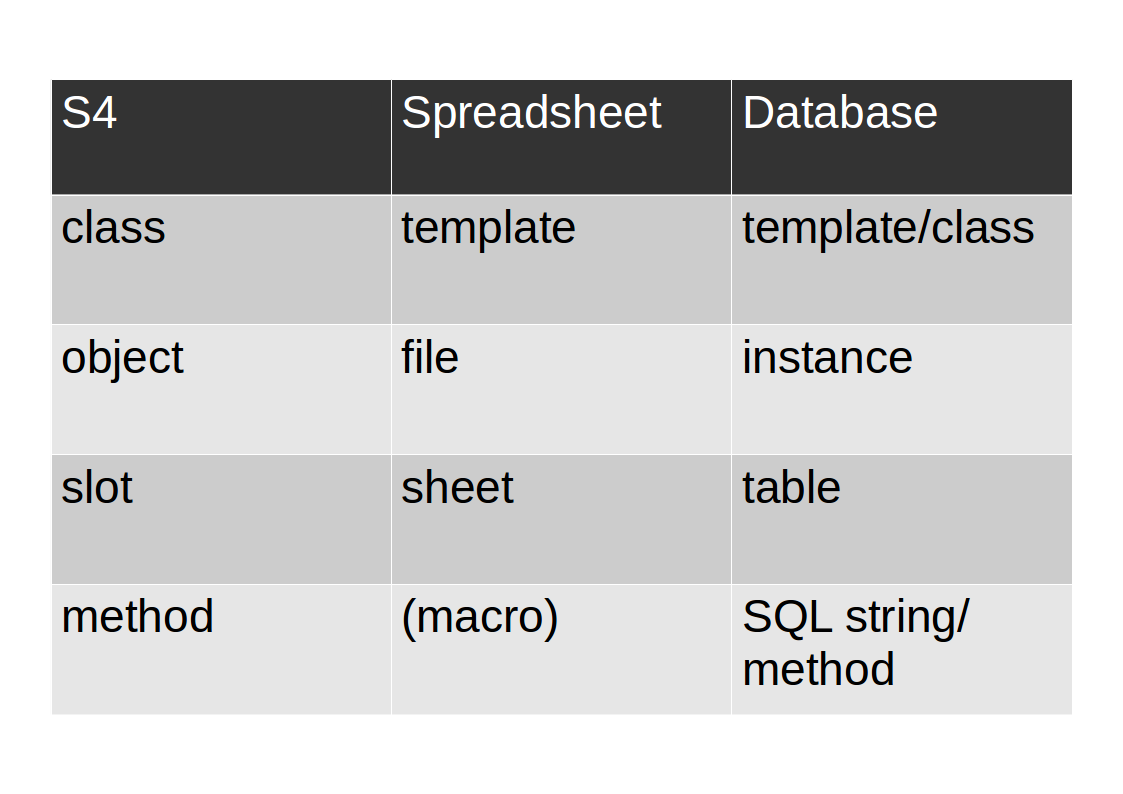 S4 Spreadsheet Database
class template template/class
object file instance
slot sheet table
method (macro) SQL string/
method